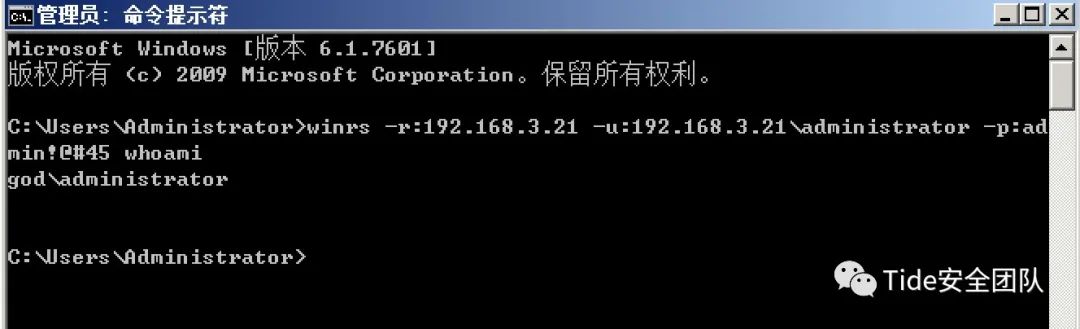 管理员: 命令提示符
Microsoft Windows [版本 6.1.7601]
版权所有 (c) 2009 Microsoft Corporation。保留所有权利。
C:\Users\Administrator>winrs -r:192.168.3.21 -u:192.168.3.21\administrator -p:ad
min!@#45 whoami
god\administrator
C:\Users\Administrator>
Tide安全团队